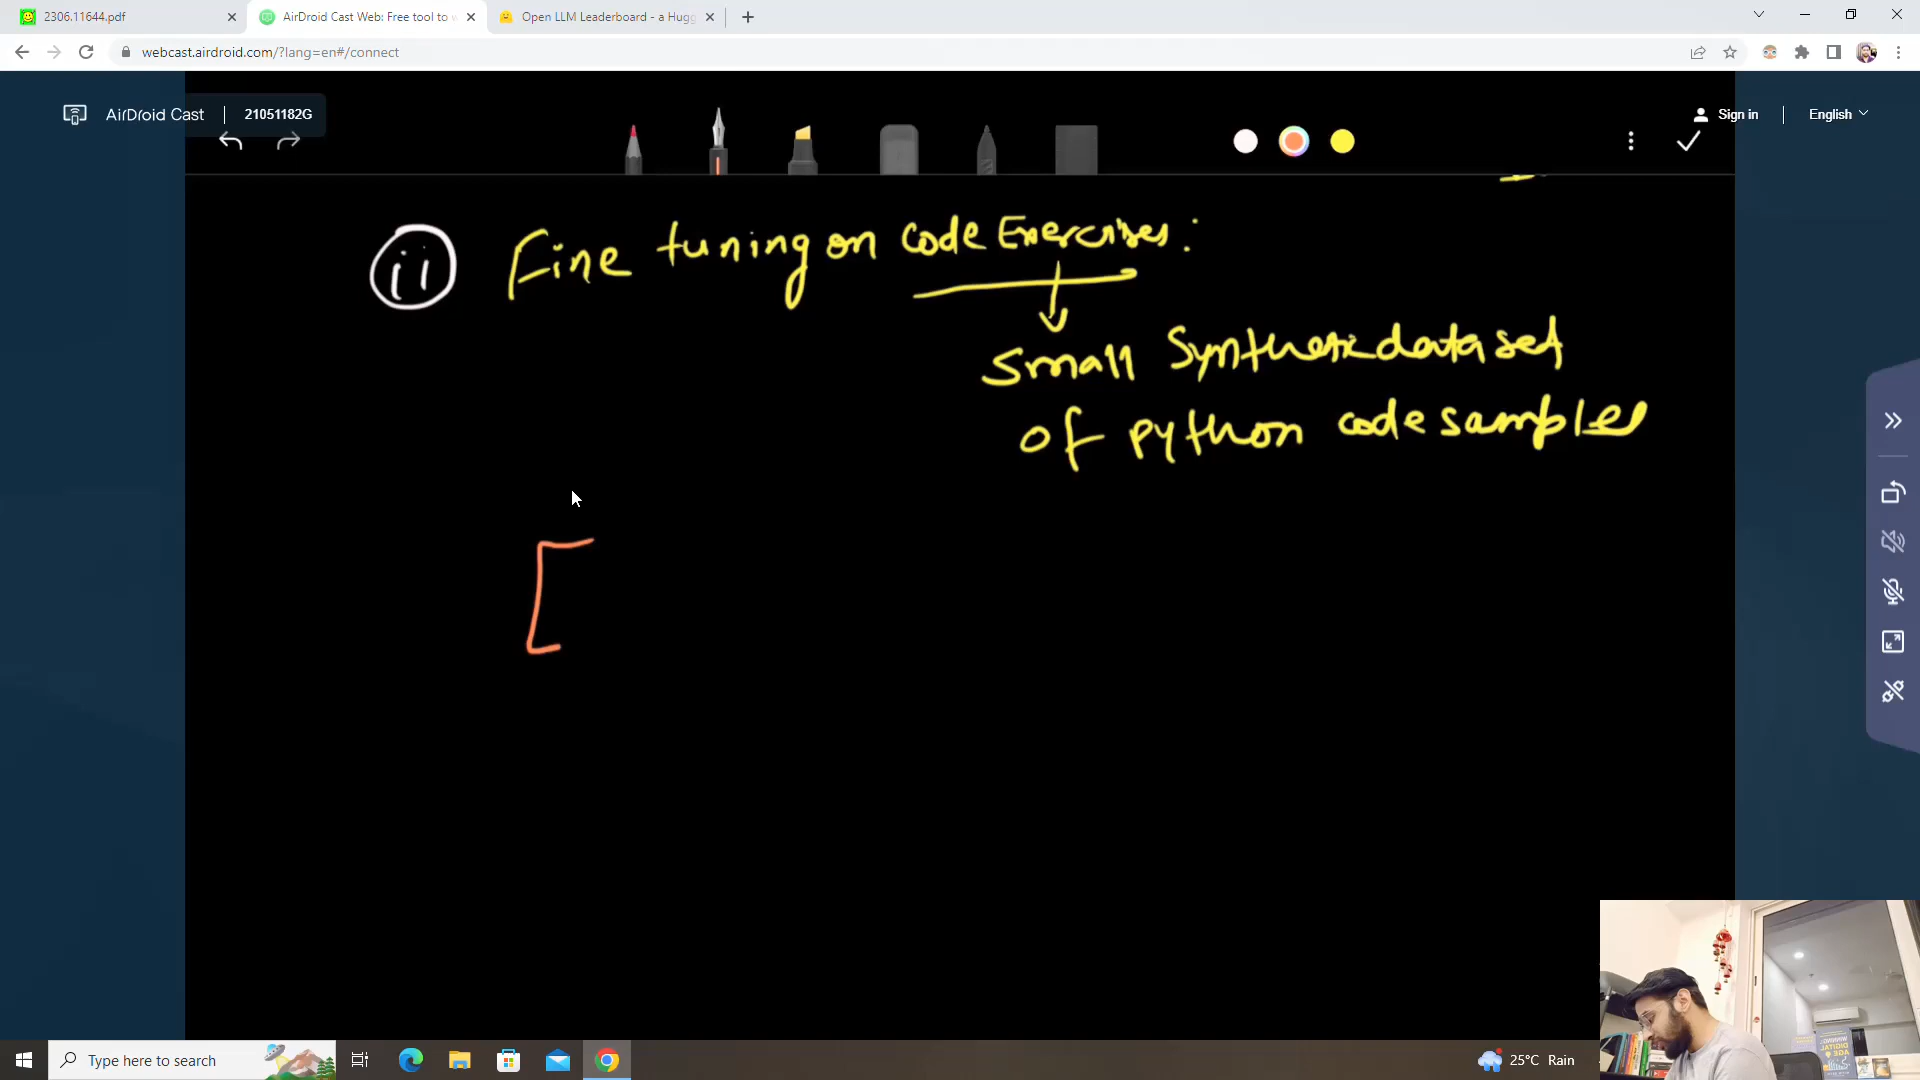 2306.11644.pdf
AirDroid Cast Web: Free tool to w
Open LLM Leaderboard - a Hugg
webcast.airdroid.com/?lang=en#/connect
AirDroid Cast
21051182G
Sign in
English
ii Fine tuning on code Exercises:
small Synthetic dataset
of python code samples
Type here to search
25°C Rain